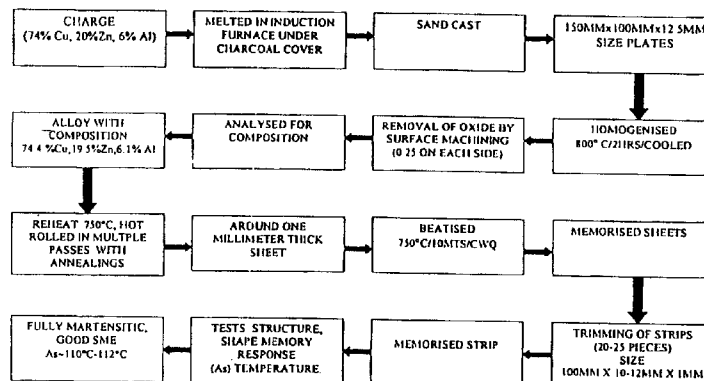 CHARGE
(74% Cu, 20%Zn, 6% Al)
MELTED IN INDUCTION
FURNACE UNDER
CHARCOAL COVER
SAND CAST
150MMx100MMx12 5MM
SIZE PLATES
HOMOGENISED
800° C/2HRS/COOLED
REMOVAL OF OXIDE BY
SURFACE MACHINING
(0 25 ON EACH SIDE)
ANALYSED FOR
COMPOSITION
ALLOY WITH
COMPOSITION
74 4 %Cu,19 5%Zn,6.1% Al
REHEAT 750°C, HOT
ROLLED IN MULTPLE
PASSES WITH
ANNEALINGS
AROUND ONE
MILLIMETER THICK
SHEET
BEATISED
750°C/10MTS/CWQ
MEMORISED SHEETS
TRIMMING OF STRIPS
(20-25 PIECES)
SIZE
100MM X 10-12MM X 1MM
MEMORISED STRIP
TESTS STRUCTURE,
SHAPE MEMORY
RESPONSE
(As) TEMPERATURE.
FULLY MARTENSITIC,
GOOD SME
As~110°C-112°C